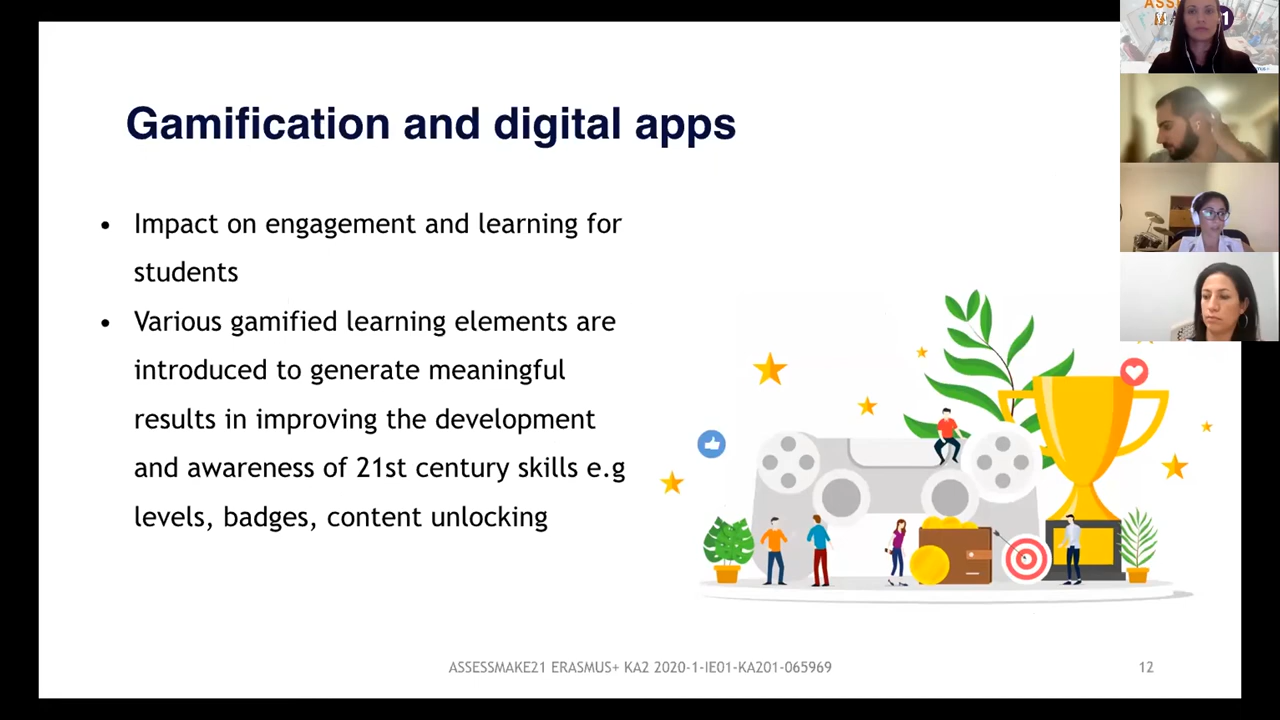 Gamification and digital apps
• Impact on engagement and learning for
students
• Various gamified learning elements are
introduced to generate meaningful
results in improving the development
and awareness of 21st century skills e.g
levels, badges, content unlocking
ASSESSMAKE21 ERASMUS+ KA2 2020-1-IE01-KA201-065969
12